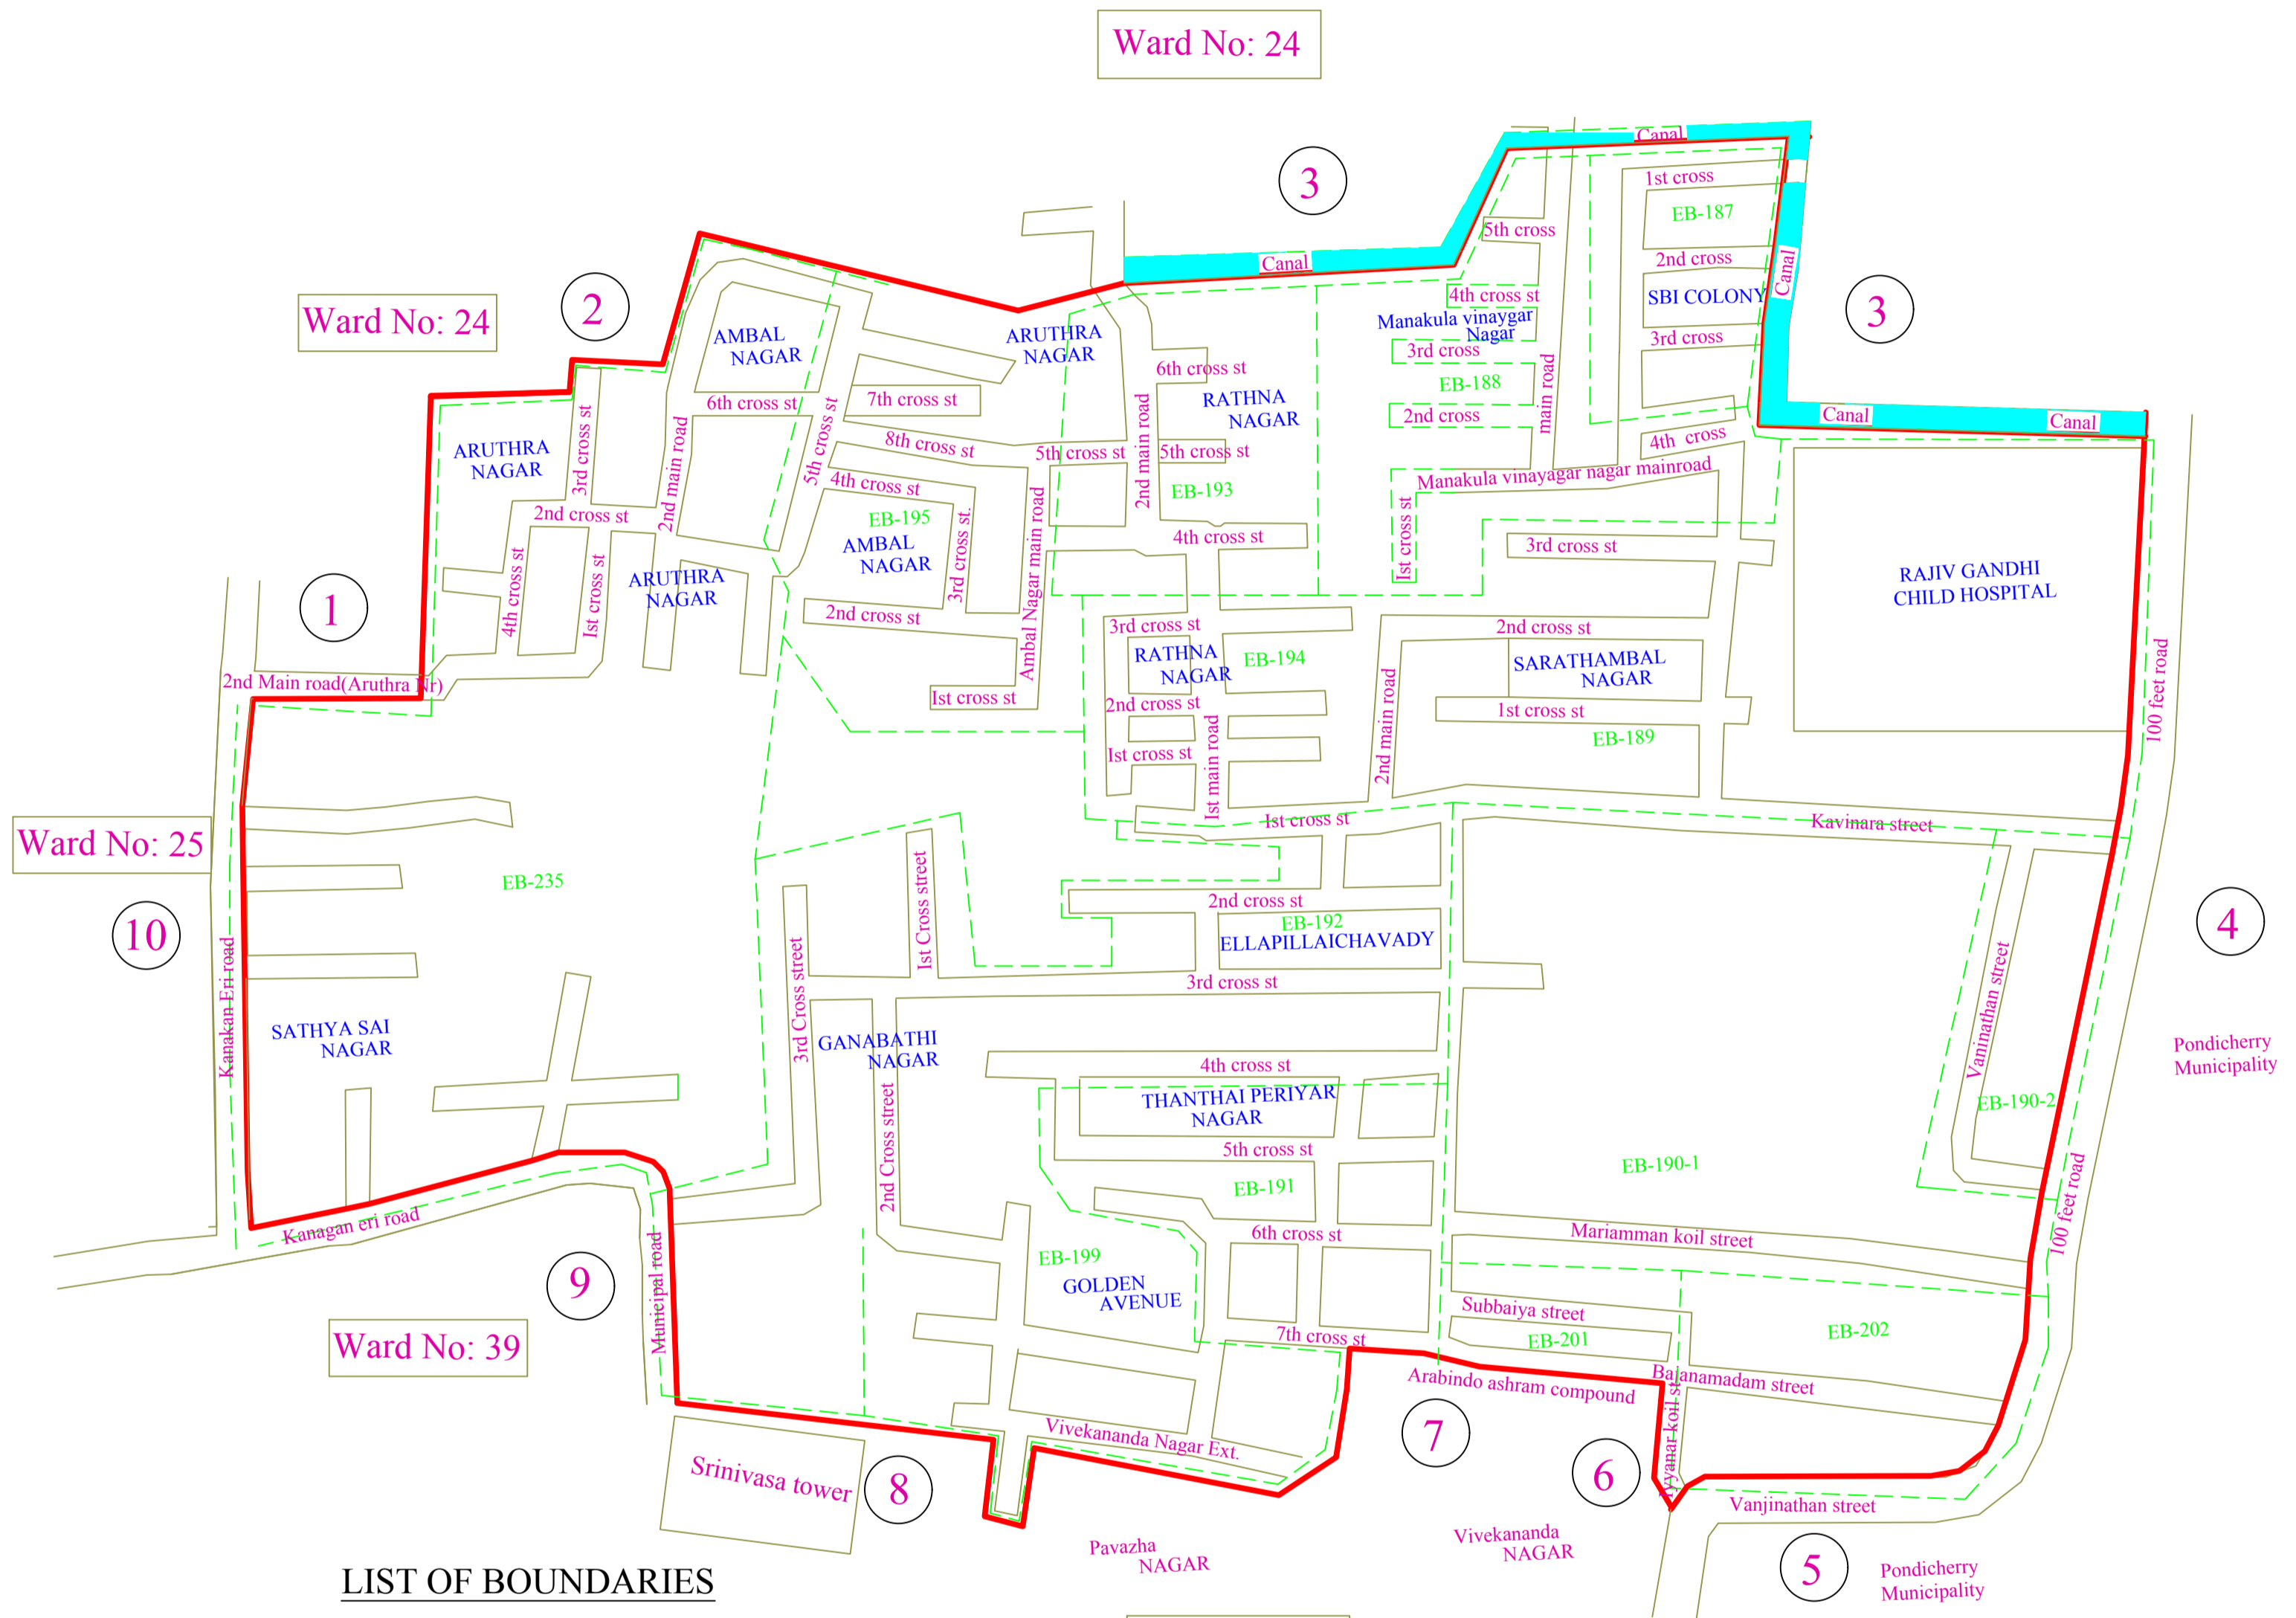 Ward No: 24
Canal
3
1st cross
EB-187
5th cross
2nd cross
Canal
Canal
SBI COLONY
3
4th cross st
2
Ward No: 24
Manakula vinaygar
Nagar
3rd cross
AMBAL
NAGAR
ARUTHRA
NAGAR
3rd cross
6th cross st
EB-188
main road
7th cross st
6th cross st
RATHNA
NAGAR
2nd cross
Canal
Canal
3rd cross st
2nd main road
5th cross st
8th cross st
2nd main road
4th cross
ARUTHRA
NAGAR
5th cross st
5th cross st
Manakula vinayagar nagar mainroad
4th cross st
EB-193
2nd cross st
EB-195
AMBAL
NAGAR
3rd cross st.
Ambal Nagar main road
4th cross st
Ist cross st
3rd cross st
RAJIV GANDHI
CHILD HOSPITAL
4th cross st
Ist cross st
ARUTHRA
NAGAR
1
2nd cross st
3rd cross st
2nd cross st
RATHNA
NAGAR
EB-194
SARATHAMBAL
NAGAR
100 feet road
2nd Main road(Aruthra Nr)
Ist cross st
2nd cross st
2nd main road
1st cross st
EB-189
Ist cross st
Ist main road
Ist cross st
Kavinara street
Ward No: 25
EB-235
Ist Cross street
2nd cross st
EB-192
ELLAPILLAICHAVADY
4
10
Kanakan Eri road
3rd Cross street
3rd cross st
Vaninathan street
SATHYA SAI
NAGAR
GANABATHI
NAGAR
Pondicherry
Municipality
4th cross st
THANTHAI PERIYAR
NAGAR
EB-190-2
2nd Cross street
5th cross st
EB-190-1
EB-191
100 feet road
Kanagan eri road
6th cross st
Mariamman koil street
Municipal road
EB-199
GOLDEN
AVENUE
9
Subbaiya street
7th cross st
EB-201
EB-202
Ward No: 39
Arabindo ashram compound
Bajanamadam street
Iyyanar koil st
Vivekananda Nagar Ext.
7
6
Srinivasa tower
8
Vanjinathan street
Pavazha
NAGAR
Vivekananda
NAGAR
5
Pondicherry
Municipality
LIST OF BOUNDARIES